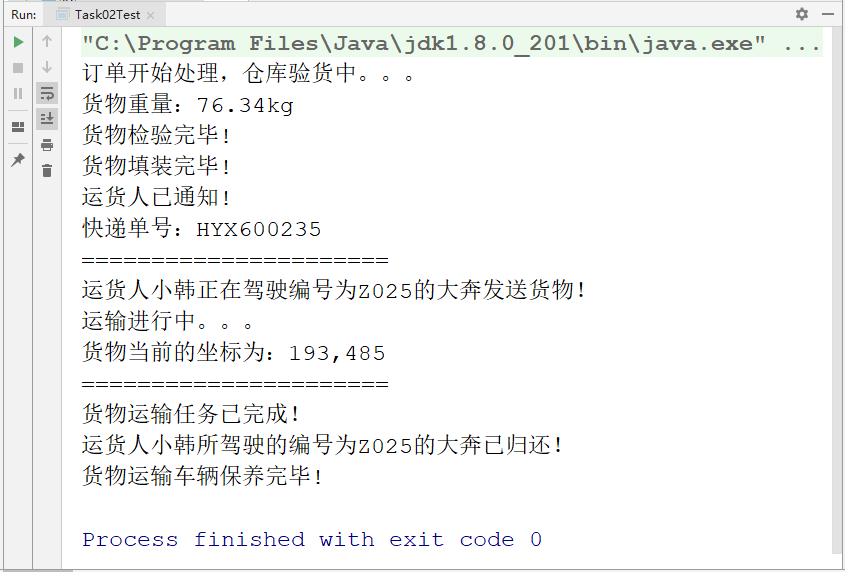 Run: Task02Test
"C:\Program Files\Java\jdk1.8.0_201\bin\java.exe" ...
订单开始处理，仓库验货中。。。
货物重量：76.34kg
货物检验完毕！
货物填装完毕！
运货人已通知！
快递单号：HYX600235
======================
运货人小韩正在驾驶编号为Z025的大奔发送货物！
运输进行中。。。
货物当前的坐标为：193,485
======================
货物运输任务已完成！
运货人小韩所驾驶的编号为Z025的大奔已归还！
货物运输车辆保养完毕！
Process finished with exit code 0